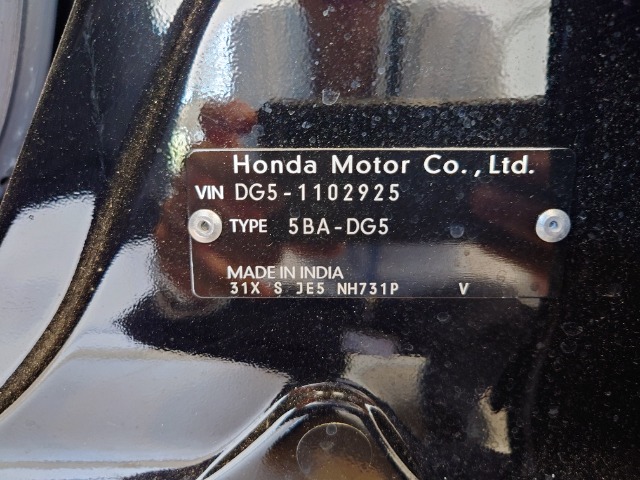 Honda Motor Co., Ltd.
VIN DG5-1102925
TYPE 5BA-DG5
MADE IN INDIA
31X S JE5 NH731P V